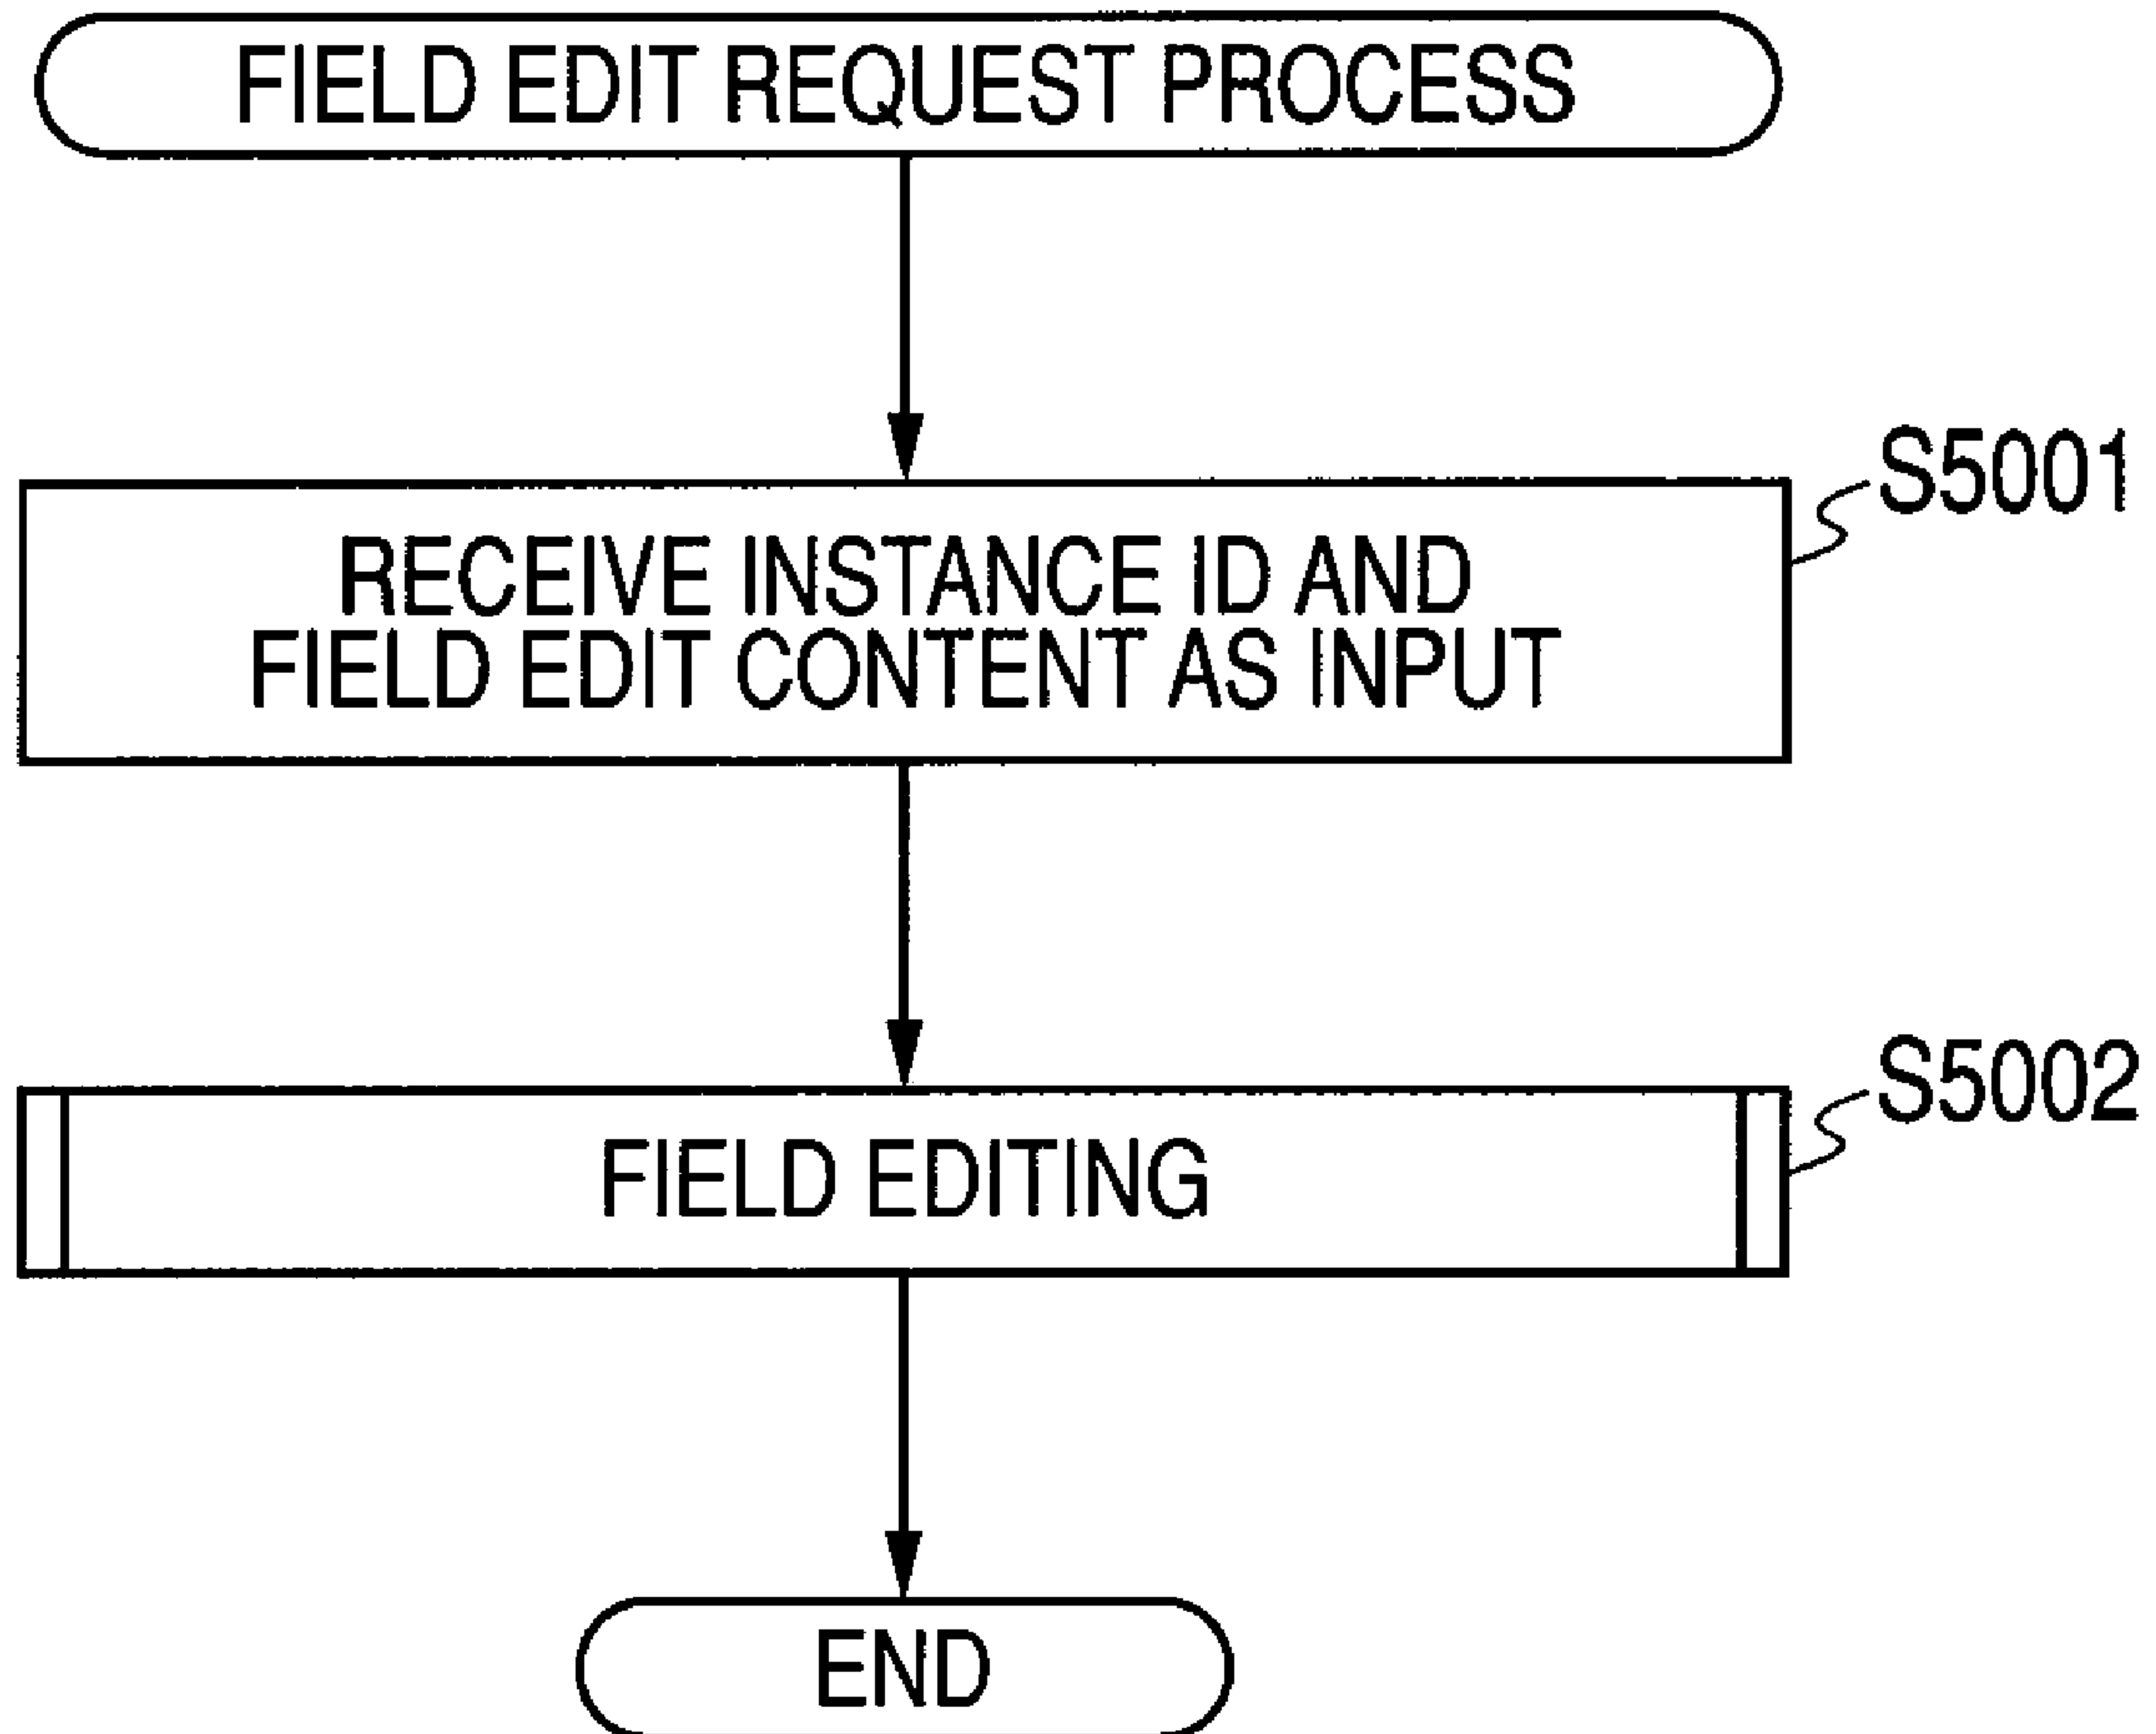 FIELD EDIT REQUEST PROCESS
S5001
RECEIVE INSTANCE ID AND
FIELD EDIT CONTENT AS INPUT
S5002
FIELD EDITING
END